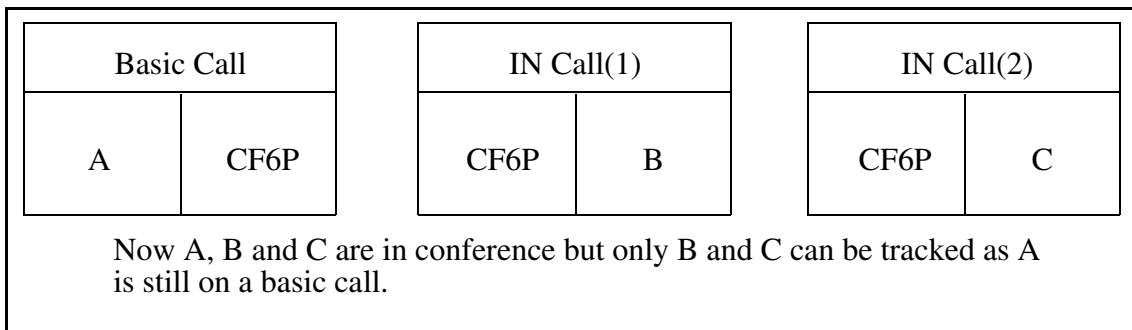 Basic Call IN Call(1) IN Call(2)
A CF6P CF6P B CF6P C
Now A, B and C are in conference but only B and C can be tracked as A
is still on a basic call.